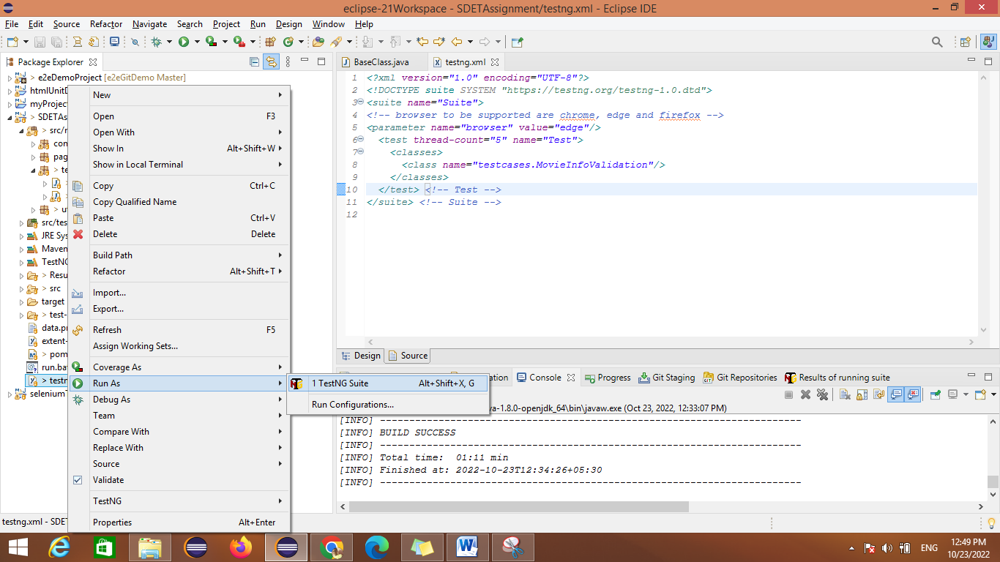 eclipse-21Workspace - SDETAssignment/testng.xml - Eclipse IDE
File Edit Source Refactor Navigate Search Project Run Design Window Help
Package Explorer
> e2eDemoProject [e2eGitDemo Master]
htmlUnitD
myProject
> SDETAs
> src/r
con
pag
> te
>
>
> u
src/tes
JRE Sys
Maven
TestNG
> Resu
> src
target
> test-
data.pr
extent-
> pom
run.ba
> testn
selenium
New
Open F3
Open With
Show In Alt+Shift+W
Show in Local Terminal
Copy Ctrl+C
Copy Qualified Name
Paste Ctrl+V
Delete Delete
Build Path
Refactor Alt+Shift+T
Import...
Export...
Refresh F5
Assign Working Sets...
Coverage As
Run As
Debug As
Team
Compare With
Replace With
Source
Validate
TestNG
Properties Alt+Enter
1 TestNG Suite Alt+Shift+X, G
Run Configurations...
BaseClass.java testng.xml
1 <?xml version="1.0" encoding="UTF-8"?>
2 <!DOCTYPE suite SYSTEM "https://testng.org/testng-1.0.dtd">
3 <suite name="Suite">
4 <!-- browser to be supported are chrome, edge and firefox -->
5 <parameter name="browser" value="edge"/>
6 <test thread-count="5" name="Test">
7 <classes>
8 <class name="testcases.MovieInfoValidation"/>
9 </classes>
10 </test> <!-- Test -->
11 </suite> <!-- Suite -->
12
Design Source
ation Console Progress Git Staging Git Repositories Results of running suite
va-1.8.0-openjdk_64\bin\javaw.exe (Oct 23, 2022, 12:33:07 PM)
[INFO] ------------------------------------------------------------------------
[INFO] BUILD SUCCESS
[INFO] ------------------------------------------------------------------------
[INFO] Total time:  01:11 min
[INFO] Finished at: 2022-10-23T12:34:26+05:30
[INFO] ------------------------------------------------------------------------
testng.xml - SDE
ENG
12:49 PM
10/23/2022